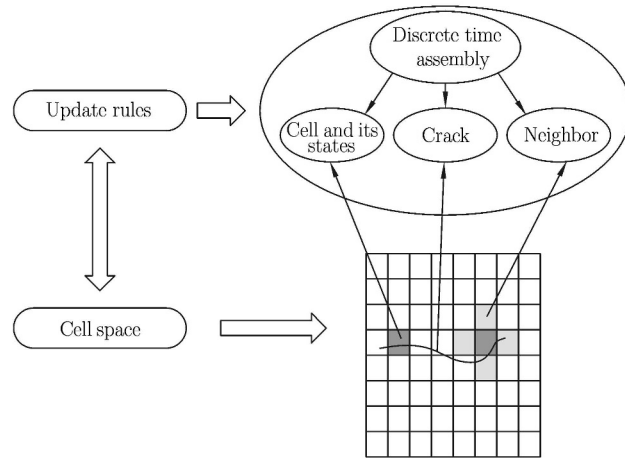 Discrete time
assembly
Update rules
Cell and its
states
Crack
Neighbor
Cell space